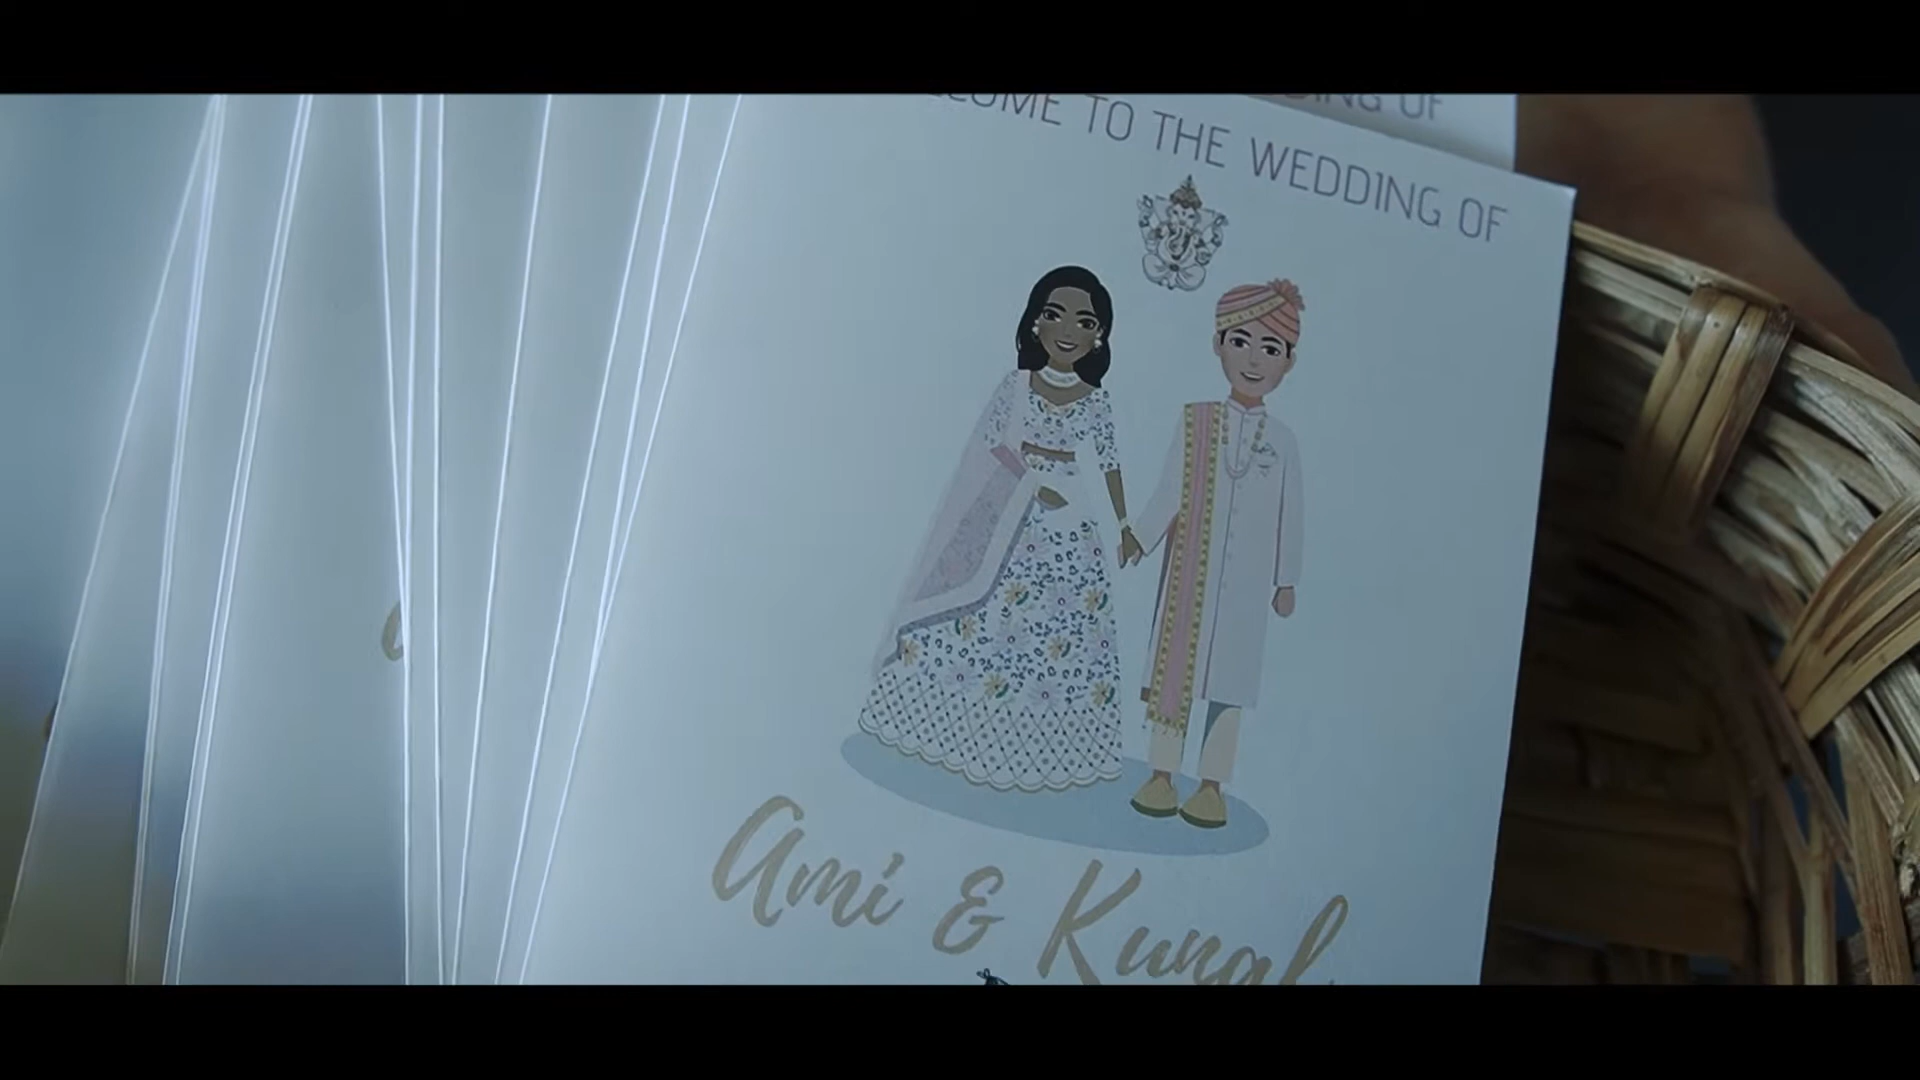 TO THE WEDDING OF
Ami & Kunal